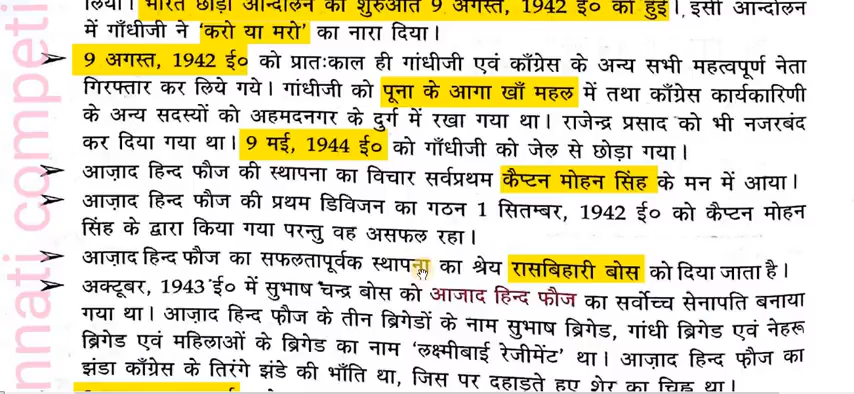 लिया। भारत छोड़ो आन्दोलन की शुरुआत 9 अगस्त, 1942 ई० को हुई। इसी आन्दोलन
में गाँधीजी ने 'करो या मरो' का नारा दिया।
➤ 9 अगस्त, 1942 ई० को प्रातःकाल ही गांधीजी एवं काँग्रेस के अन्य सभी महत्वपूर्ण नेता
गिरफ्तार कर लिये गये। गांधीजी को पूना के आगा खाँ महल में तथा काँग्रेस कार्यकारिणी
के अन्य सदस्यों को अहमदनगर के दुर्ग में रखा गया था। राजेन्द्र प्रसाद को भी नजरबंद
कर दिया गया था। 9 मई, 1944 ई० को गाँधीजी को जेल से छोड़ा गया।
➤ आज़ाद हिन्द फौज की स्थापना का विचार सर्वप्रथम कैप्टन मोहन सिंह के मन में आया।
➤ आज़ाद हिन्द फौज की प्रथम डिविजन का गठन 1 सितम्बर, 1942 ई० को कैप्टन मोहन
सिंह के द्वारा किया गया परन्तु वह असफल रहा।
➤ आज़ाद हिन्द फौज का सफलतापूर्वक स्थापना का श्रेय रासबिहारी बोस को दिया जाता है।
➤ अक्टूबर, 1943 ई० में सुभाष चन्द्र बोस को आजाद हिन्द फौज का सर्वोच्च सेनापति बनाया
गया था। आज़ाद हिन्द फ़ौज के तीन ब्रिगेडों के नाम सुभाष ब्रिगेड, गांधी ब्रिगेड एवं नेहरू
ब्रिगेड एवं महिलाओं के ब्रिगेड का नाम 'लक्ष्मीबाई रेजीमेंट' था। आज़ाद हिन्द फ़ौज का
झंडा काँग्रेस के तिरंगे झंडे की भाँति था, जिस पर दहाड़ते हुए शेर का चिह्न था।
nnati competi